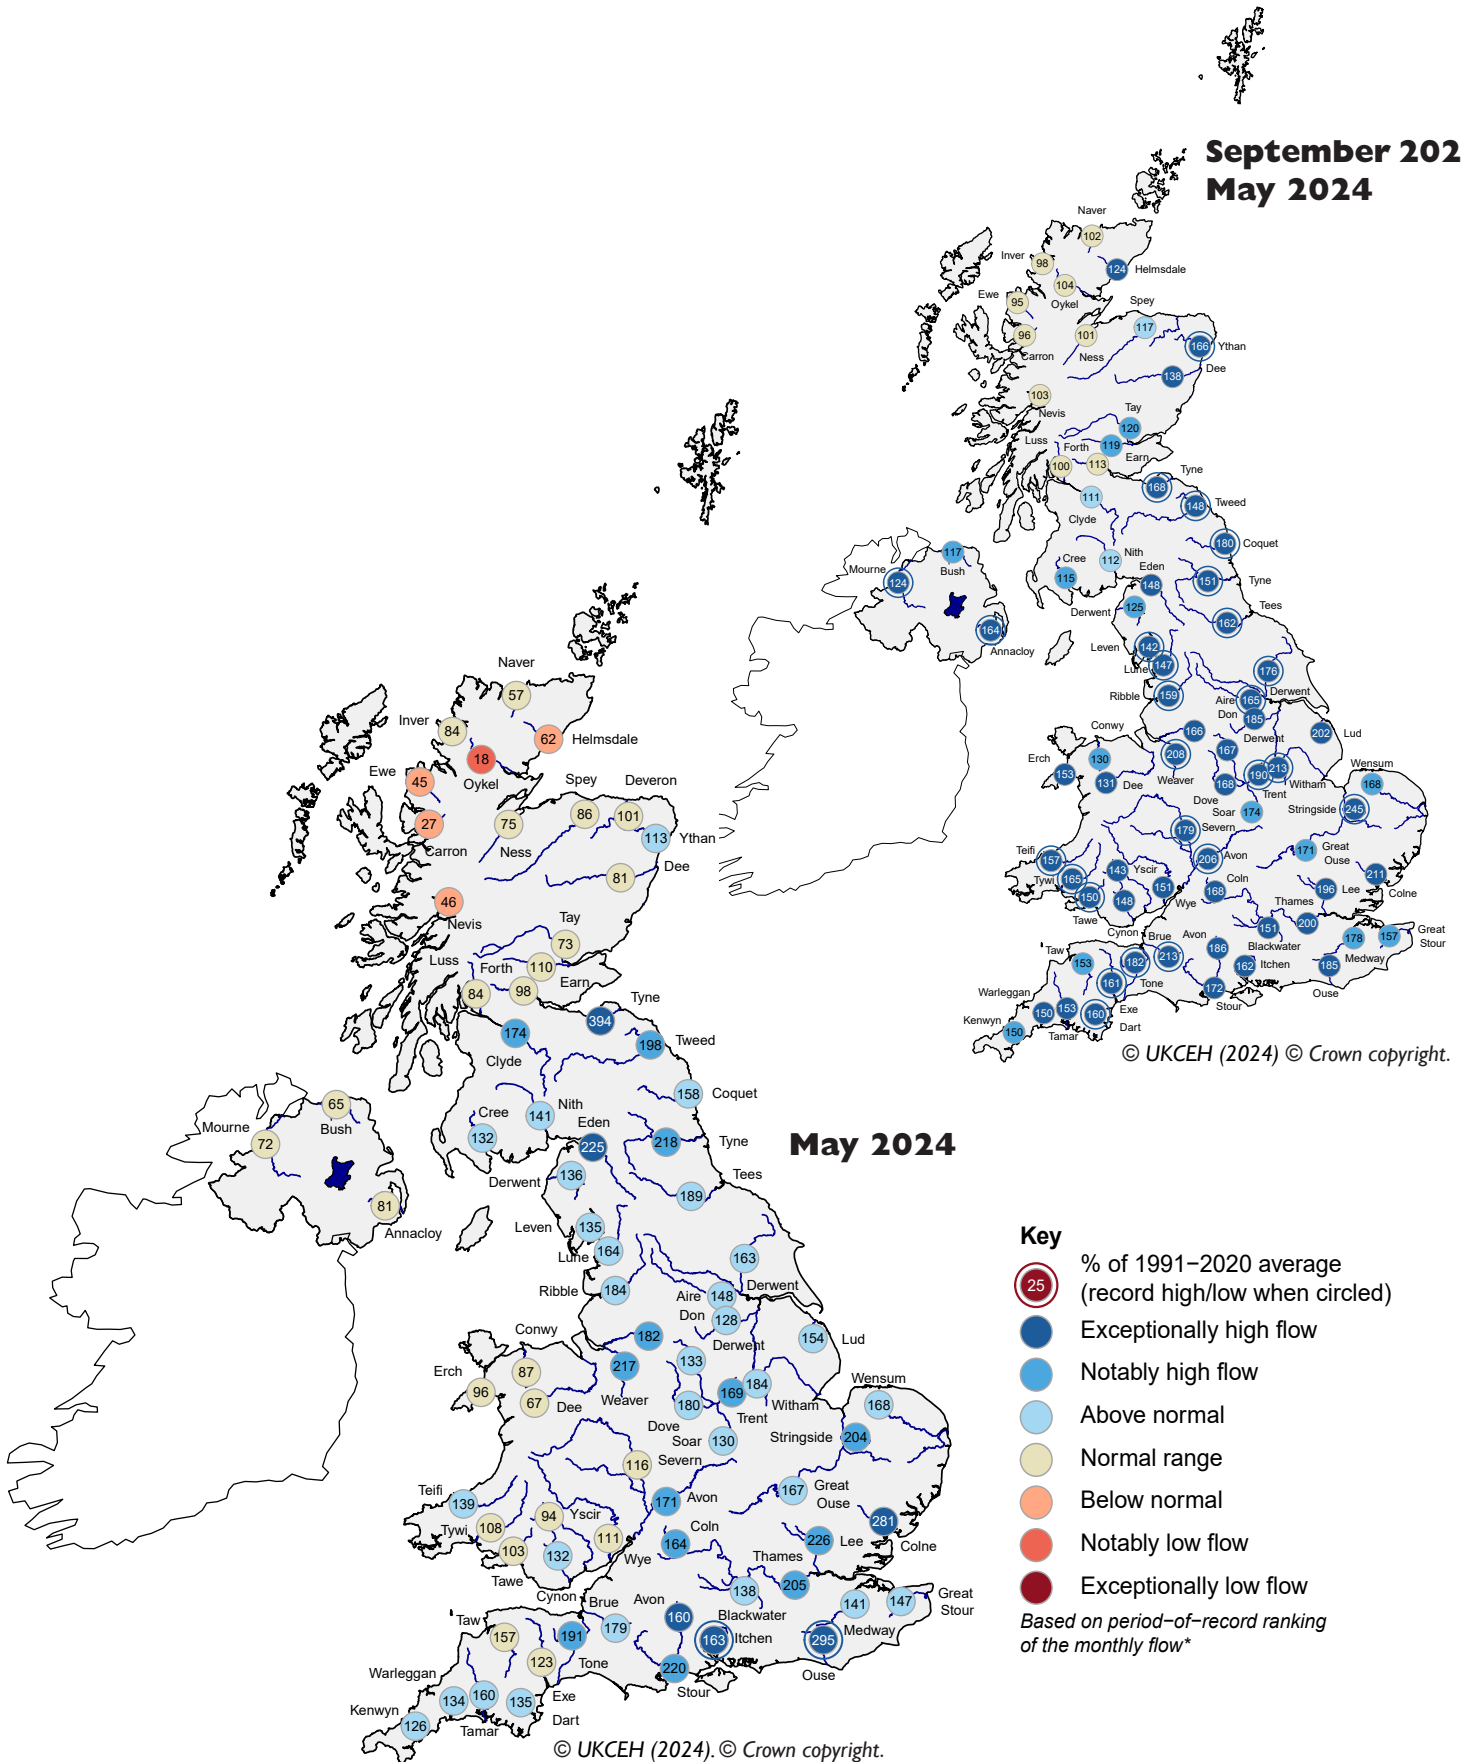 September 202
May 2024
Naver
102
Inver
98
124
Helmsdale
104
Oykel
Ewe
95
Spey
117
96
Carron
101
Ness
166
Ythan
Dee
138
103
Nevis
Tay
120
Luss
Forth
119
Earn
100
113
Tyne
168
111
Clyde
148
Tweed
180
Coquet
117
Bush
Mourne
124
Cree
115
112
Nith
Eden
148
151
Tyne
Derwent
125
Tees
162
164
Annacloy
Leven
142
Lune
147
176
Derwent
Ribble
159
Aire
165
Don
185
Conwy
166
202
Lud
Derwent
167
Erch
153
130
131
Dee
208
Weaver
190
213
Trent
Witham
Wensum
168
Dove
168
Soar
174
Stringside
245
179
Severn
Teifi
157
206
Avon
171
Great
Ouse
Tywi
165
143
Yscir
151
Wye
Coln
168
196
Lee
211
Colne
150
Tawe
148
Cynon
Thames
200
Taw
153
Brue
182
213
Avon
186
151
Blackwater
178
157
Great
Stour
Medway
161
Tone
162
Itchen
185
Ouse
172
Stour
Warleggan
150
153
160
Exe
Dart
Kenwyn
150
Tamar
© UKCEH (2024) © Crown copyright.
Naver
57
Inver
84
62
Helmsdale
18
Oykel
Ewe
45
Spey
86
Deveron
101
27
Carron
75
Ness
113
Ythan
Dee
81
46
Nevis
Tay
73
Luss
Forth
110
Earn
84
98
Tyne
394
174
Clyde
198
Tweed
158
Coquet
65
Bush
Mourne
72
Cree
132
141
Nith
Eden
225
218
Tyne
May 2024
Derwent
136
Tees
189
81
Annacloy
Leven
135
Lune
164
163
Derwent
Ribble
184
Aire
148
Don
128
Conwy
182
154
Lud
Derwent
133
Erch
96
87
67
Dee
217
Weaver
169
184
Trent
Witham
Wensum
168
Dove
180
Soar
130
Stringside
204
116
Severn
Teifi
139
171
Avon
167
Great
Ouse
Tywi
108
94
Yscir
111
Wye
Coln
164
226
Lee
281
Colne
103
Tawe
132
Cynon
Thames
205
Taw
157
Brue
191
179
Avon
160
138
Blackwater
141
147
Great
Stour
Medway
123
Tone
163
Itchen
295
Ouse
220
Stour
Warleggan
134
160
135
Exe
Dart
Kenwyn
126
Tamar
© UKCEH (2024). © Crown copyright.
Key
25
% of 1991−2020 average
(record high/low when circled)
Exceptionally high flow
Notably high flow
Above normal
Normal range
Below normal
Notably low flow
Exceptionally low flow
Based on period−of−record ranking
of the monthly flow*